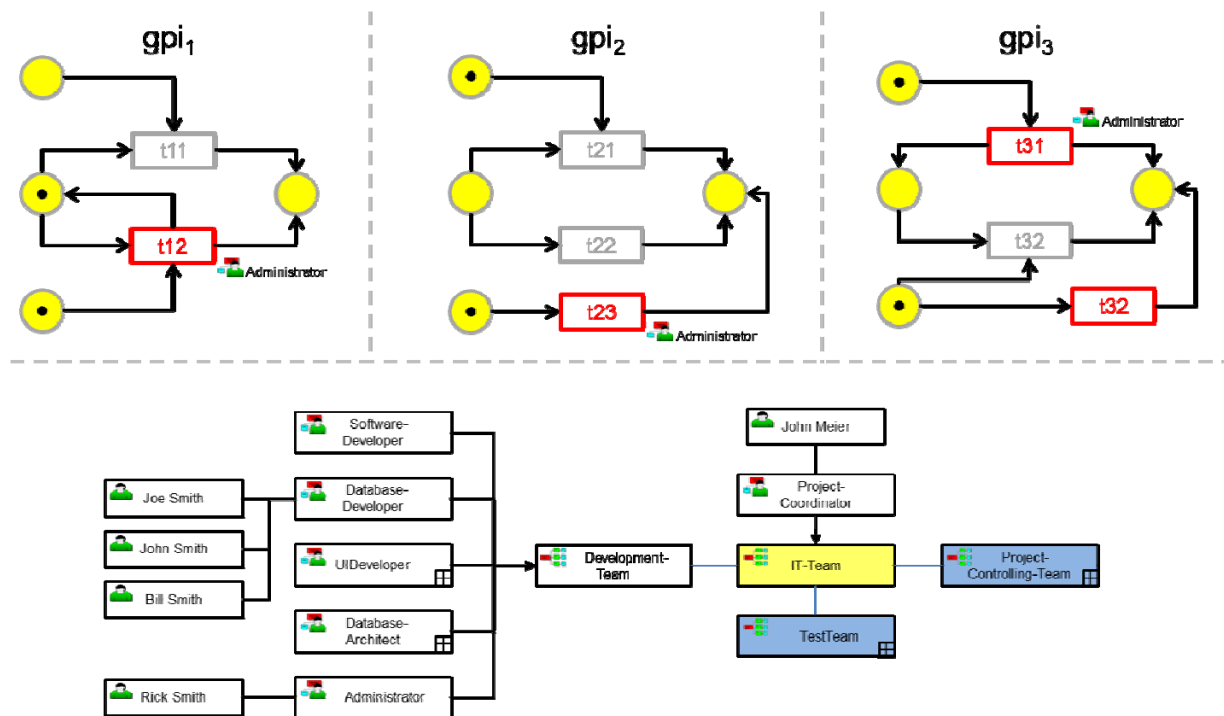 gpi1
gpi2
gpi3
t11
t12
Administrator
t21
t22
t23
Administrator
Administrator
t31
t32
t32
Software-
Developer
Joe Smith
Database-
Developer
John Smith
UIDeveloper
Bill Smith
Database-
Architect
Rick Smith
Administrator
Development-
Team
John Meier
Project-
Coordinator
IT-Team
Project-
Controlling-Team
TestTeam